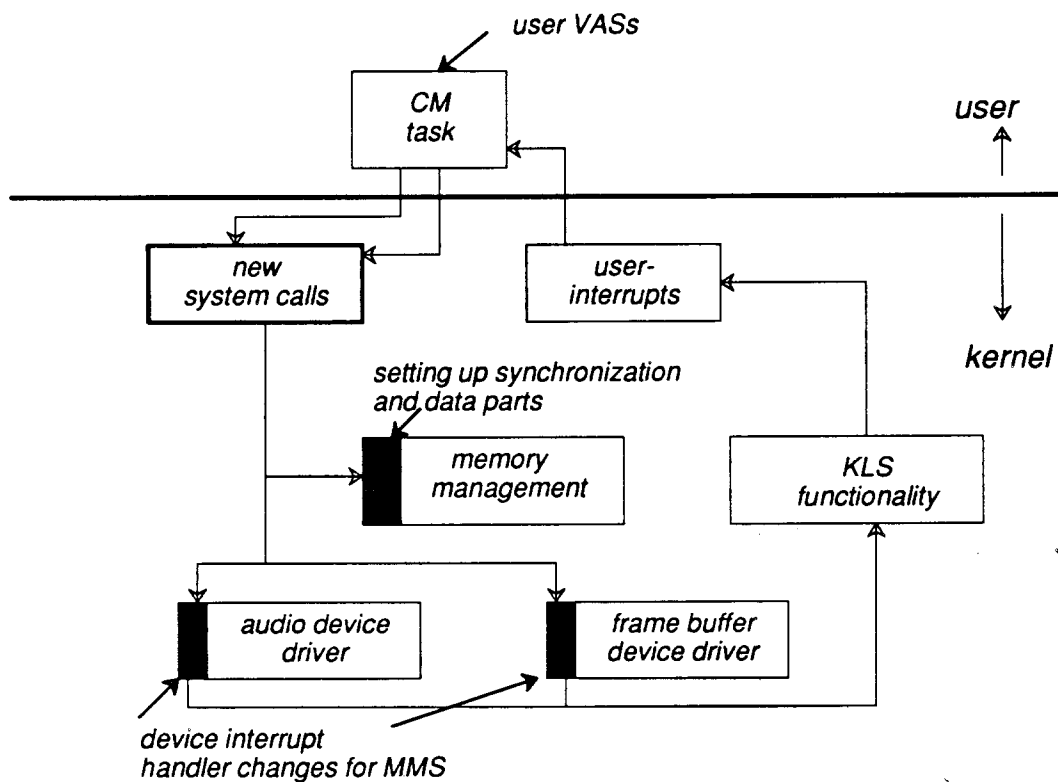 user VASs
CM
task
user
new
system calls
user-
interrupts
kernel
setting up synchronization
and data parts
memory
management
KLS
functionality
audio device
driver
frame buffer
device driver
device interrupt
handler changes for MMS